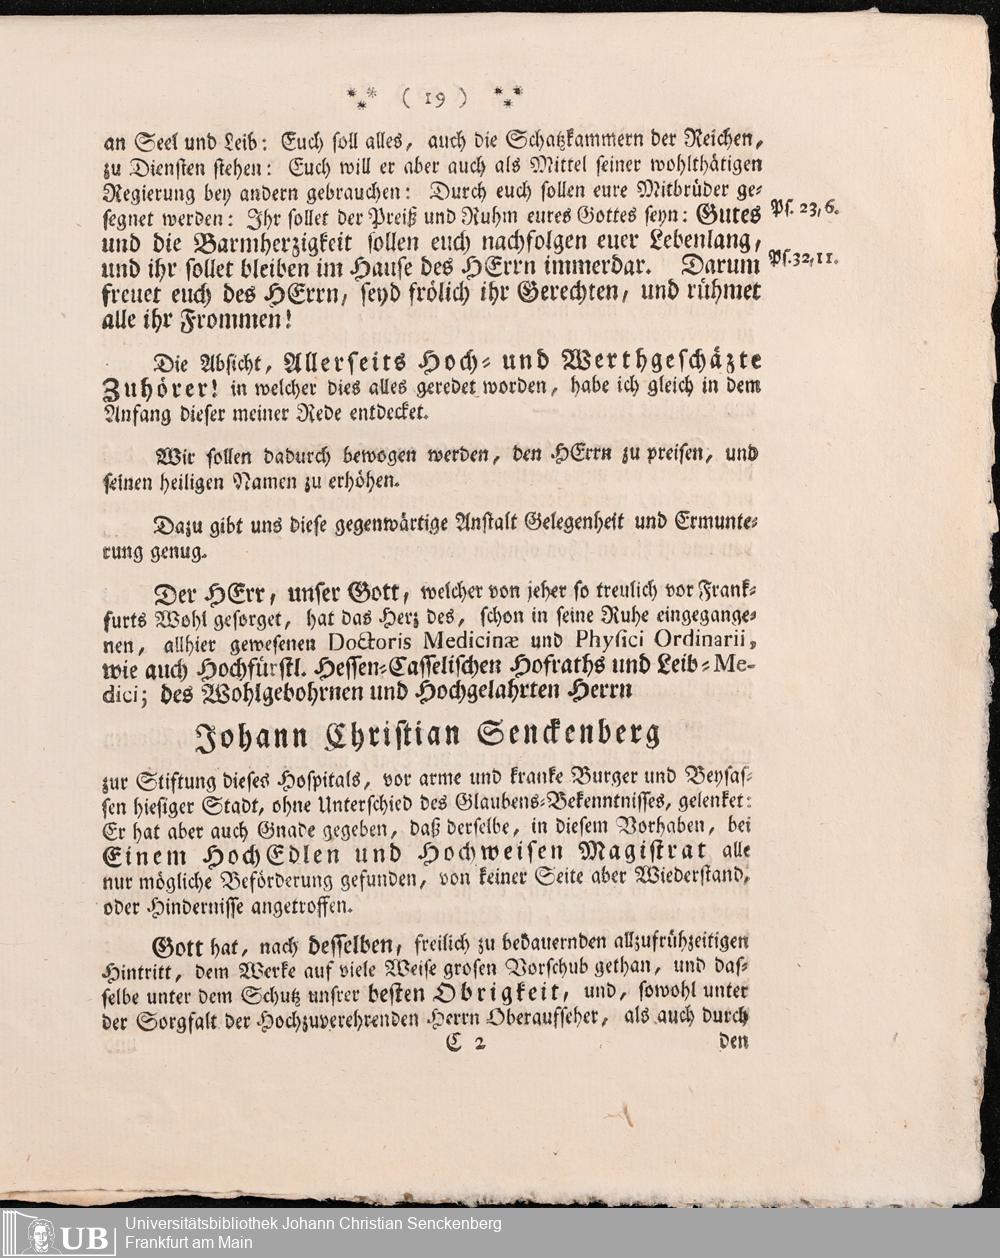 ( 19 )
an Seel und Leib: Euch soll alles, auch die Schatzkammern der Reichen,
zu Diensten stehen: Euch will er aber auch als Mittel seiner wohlthätigen
Regierung bey andern gebrauchen: Durch euch sollen eure Mitbrüder ge-
segnet werden: Ihr sollet der Preiß und Ruhm eures Gottes seyn: Gutes
Ps. 23, 6.
und die Barmherzigkeit sollen euch nachfolgen euer Lebenlang,
und ihr sollet bleiben im Hause des HErrn immerdar. Darum
Ps. 32, 11.
freuet euch des HErrn, seyd frölich ihr Gerechten, und rühmet
alle ihr Frommen!
Die Absicht, Allerseits Hoch- und Werthgeschäzte
Zuhörer! in welcher dies alles geredet worden, habe ich gleich in dem
Anfang dieser meiner Rede entdecket.
Wir sollen dadurch bewogen werden, den HErrn zu preisen, und
seinen heiligen Namen zu erhöhen.
Dazu gibt uns diese gegenwärtige Anstalt Gelegenheit und Ermunte-
rung genug.
Der HErr, unser Gott, welcher von jeher so treulich vor Frank-
furts Wohl gesorget, hat das Herz des, schon in seine Ruhe eingegange-
nen, allhier gewesenen Doctoris Medicinæ und Physici Ordinarii,
wie auch Hochfürstl. Hessen-Casselischen Hofraths und Leib-Me-
dici; des Wohlgebohrnen und Hochgelahrten Herrn
Johann Christian Senckenberg
zur Stiftung dieses Hospitals, vor arme und kranke Burger und Beysas-
sen hiesiger Stadt, ohne Unterschied des Glaubens-Bekenntnisses, gelenket:
Er hat aber auch Gnade gegeben, daß derselbe, in diesem Vorhaben, bei
Einem HochEdlen und Hochweisen Magistrat alle
nur mögliche Beförderung gefunden, von keiner Seite aber Wiederstand,
oder Hindernisse angetroffen.
Gott hat, nach desselben, freilich zu bedauernden allzufrühzeitigen
Hintritt, dem Werke auf viele Weise grosen Vorschub gethan, und das-
selbe unter dem Schutz unsrer besten Obrigkeit, und, sowohl unter
der Sorgfalt der Hochzuverehrenden Herrn Oberaufseher, als auch durch
C 2 den
UB Universitätsbibliothek Johann Christian Senckenberg
Frankfurt am Main